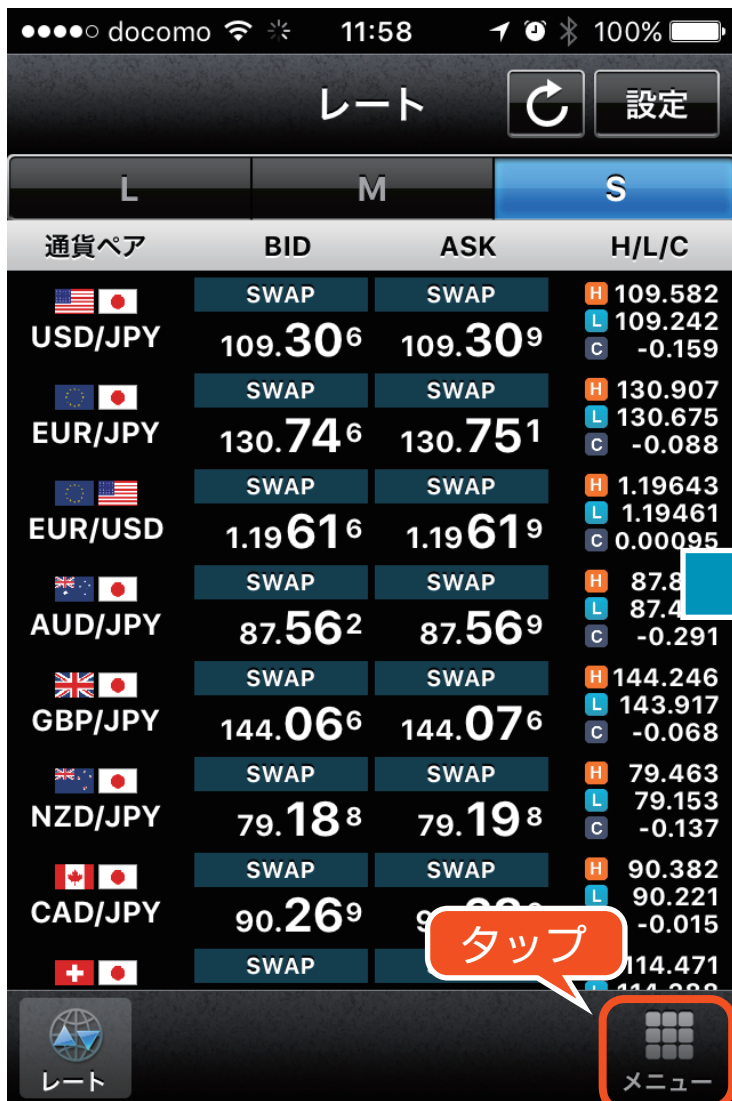 docomo 11:58 100%
レート 設定
L M S
通貨ペア BID ASK H/L/C
SWAP SWAP H 109.582
USD/JPY 109.306 109.309 L 109.242
C -0.159
SWAP SWAP H 130.907
EUR/JPY 130.746 130.751 L 130.675
C -0.088
SWAP SWAP H 1.19643
EUR/USD 1.19616 1.19619 L 1.19461
C 0.00095
SWAP SWAP H 87.8
AUD/JPY 87.562 87.569 L 87.4
C -0.291
SWAP SWAP H 144.246
GBP/JPY 144.066 144.076 L 143.917
C -0.068
SWAP SWAP H 79.463
NZD/JPY 79.188 79.198 L 79.153
C -0.137
SWAP SWAP H 90.382
CAD/JPY 90.269 L 90.221
-0.015
タップ
SWAP 114.471
レート メニュー